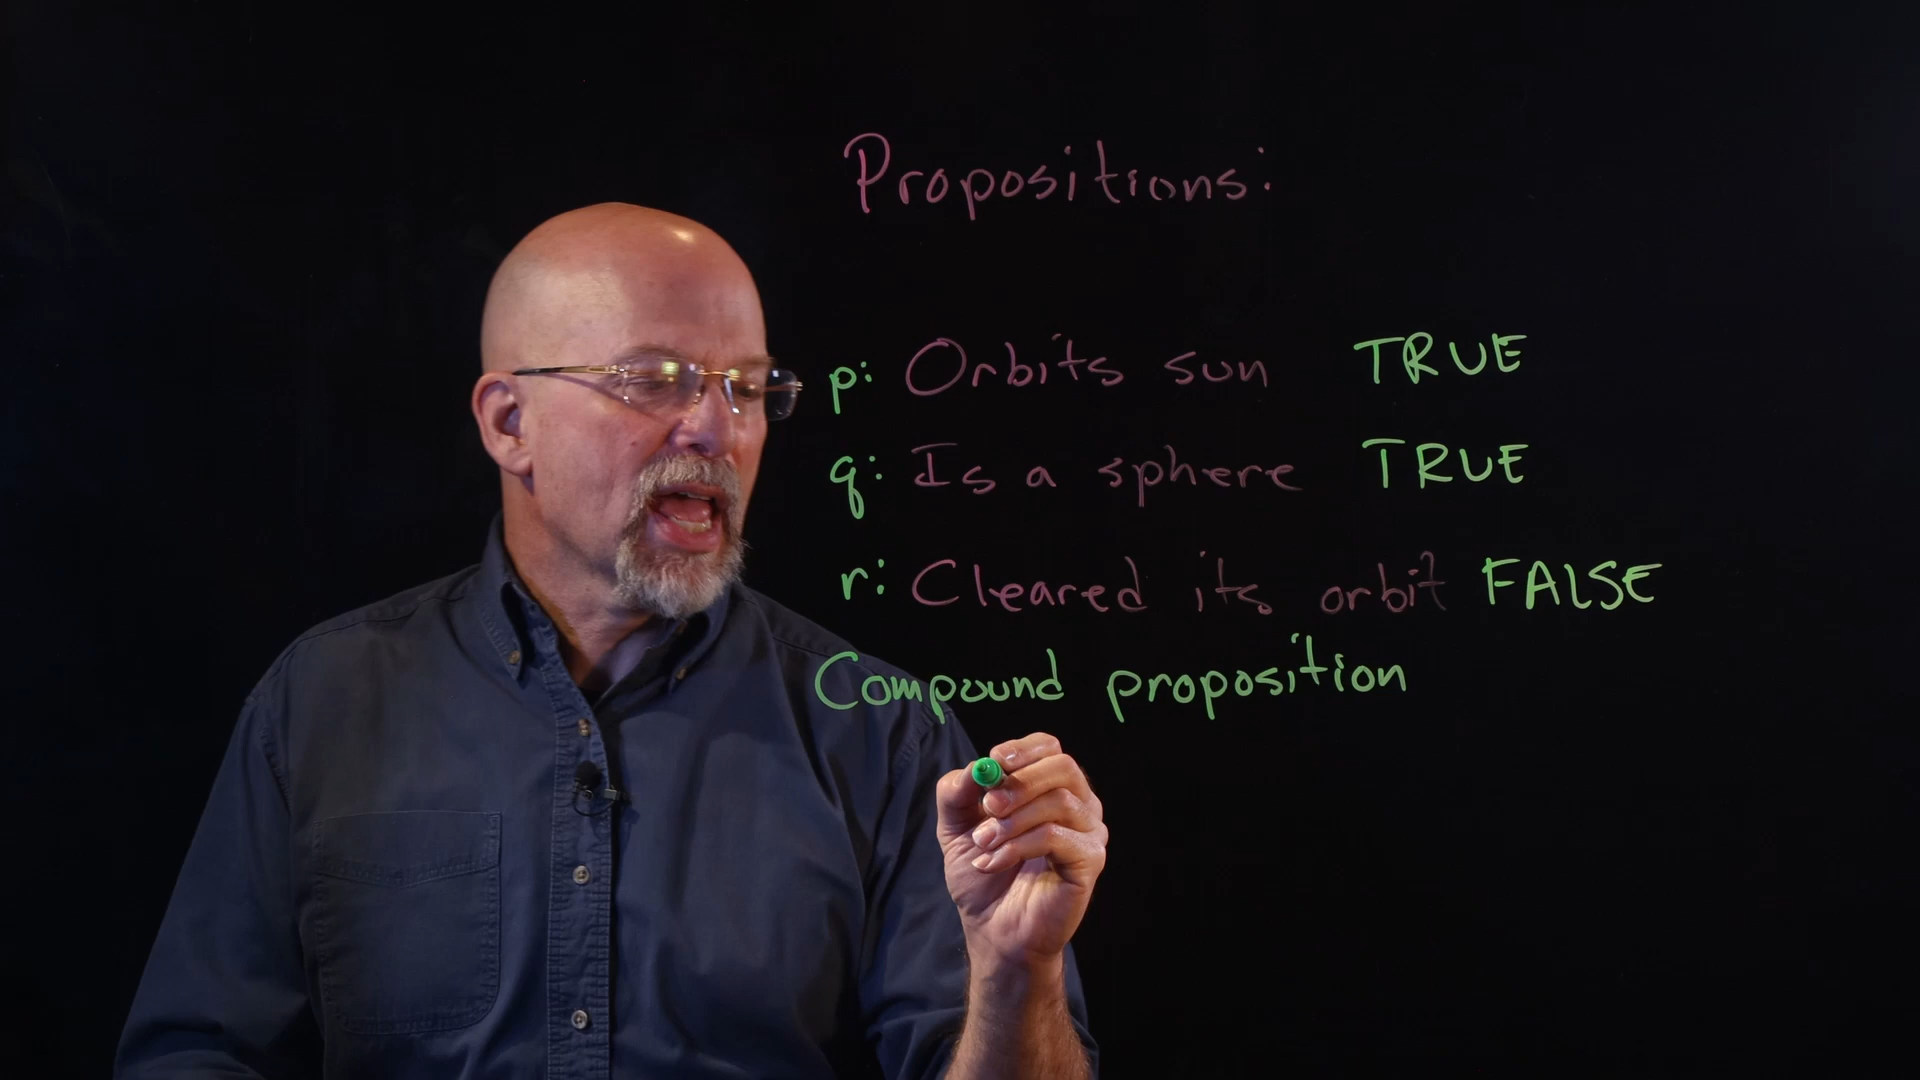 Propositions:
p: Orbits sun TRUE
q: Is a sphere TRUE
r: Cleared its orbit FALSE
Compound proposition